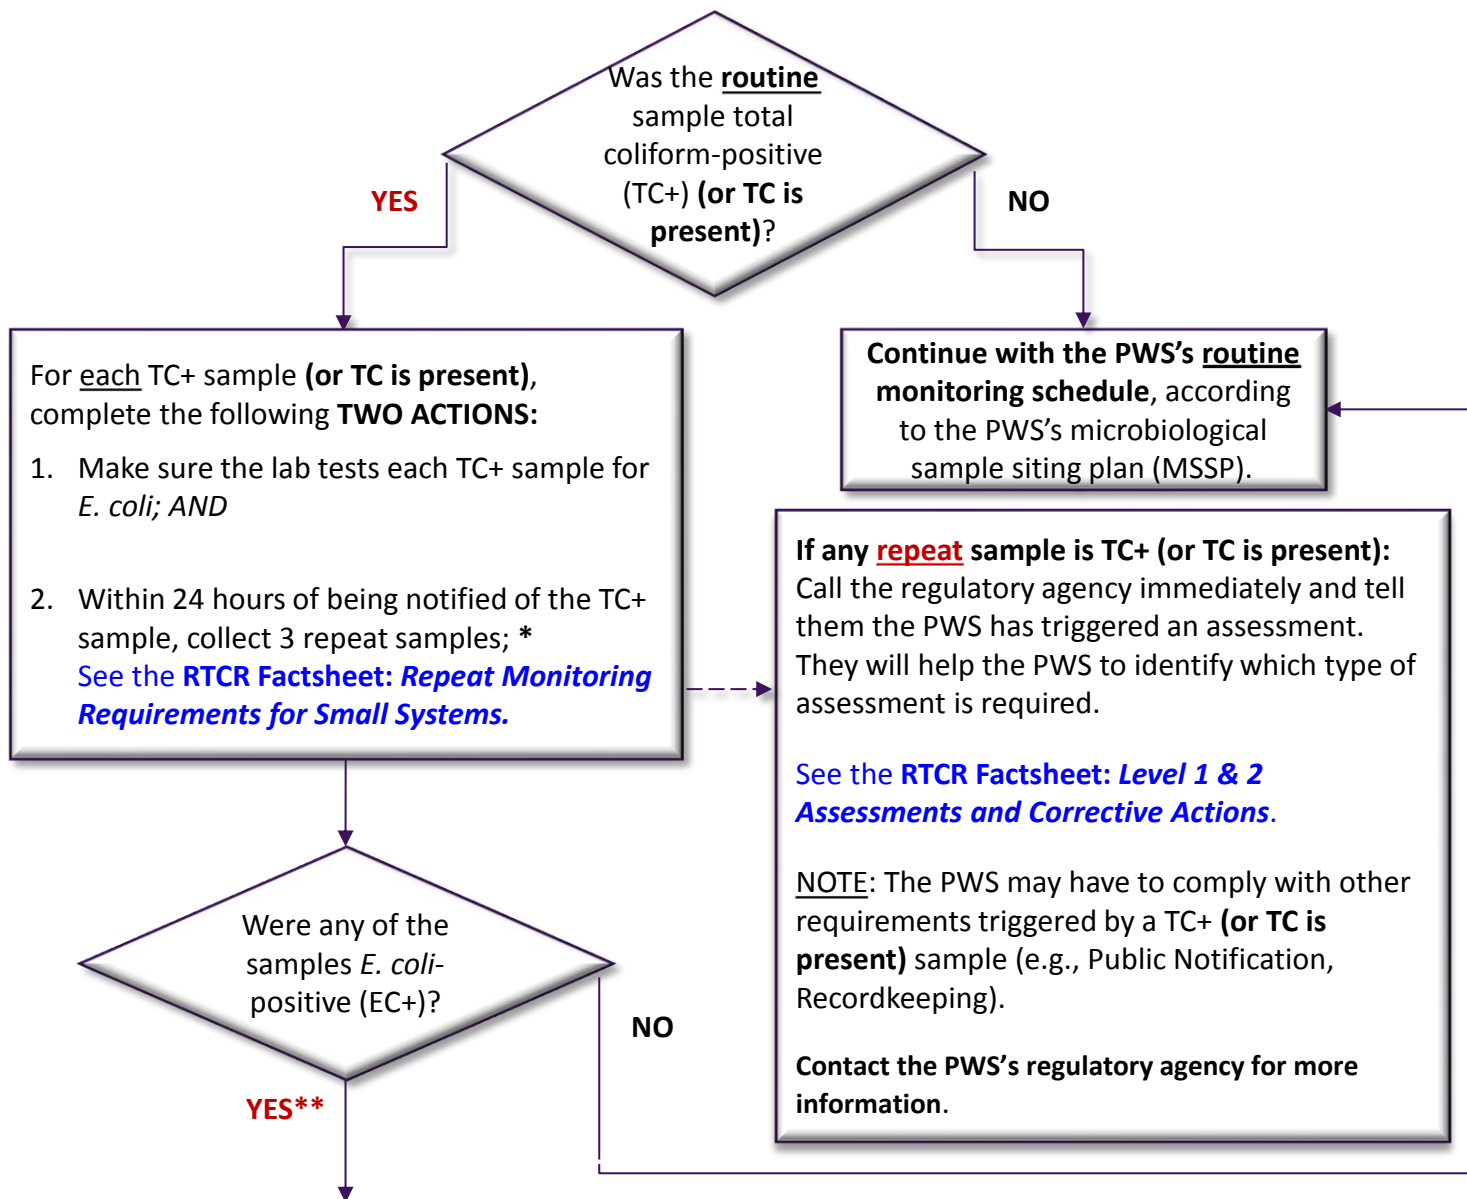 Was the routine
sample total
coliform-positive
(TC+) (or TC is
present)?
YES
NO
For each TC+ sample (or TC is present),
complete the following TWO ACTIONS:
1. Make sure the lab tests each TC+ sample for
E. coli; AND
2. Within 24 hours of being notified of the TC+
sample, collect 3 repeat samples; *
See the RTCR Factsheet: Repeat Monitoring
Requirements for Small Systems.
Continue with the PWS's routine
monitoring schedule, according
to the PWS's microbiological
sample siting plan (MSSP).
If any repeat sample is TC+ (or TC is present):
Call the regulatory agency immediately and tell
them the PWS has triggered an assessment.
They will help the PWS to identify which type of
assessment is required.
See the RTCR Factsheet: Level 1 & 2
Assessments and Corrective Actions.
NOTE: The PWS may have to comply with other
requirements triggered by a TC+ (or TC is
present) sample (e.g., Public Notification,
Recordkeeping).
Contact the PWS's regulatory agency for more
information.
Were any of the
samples E. coli-
positive (EC+)?
NO
YES**